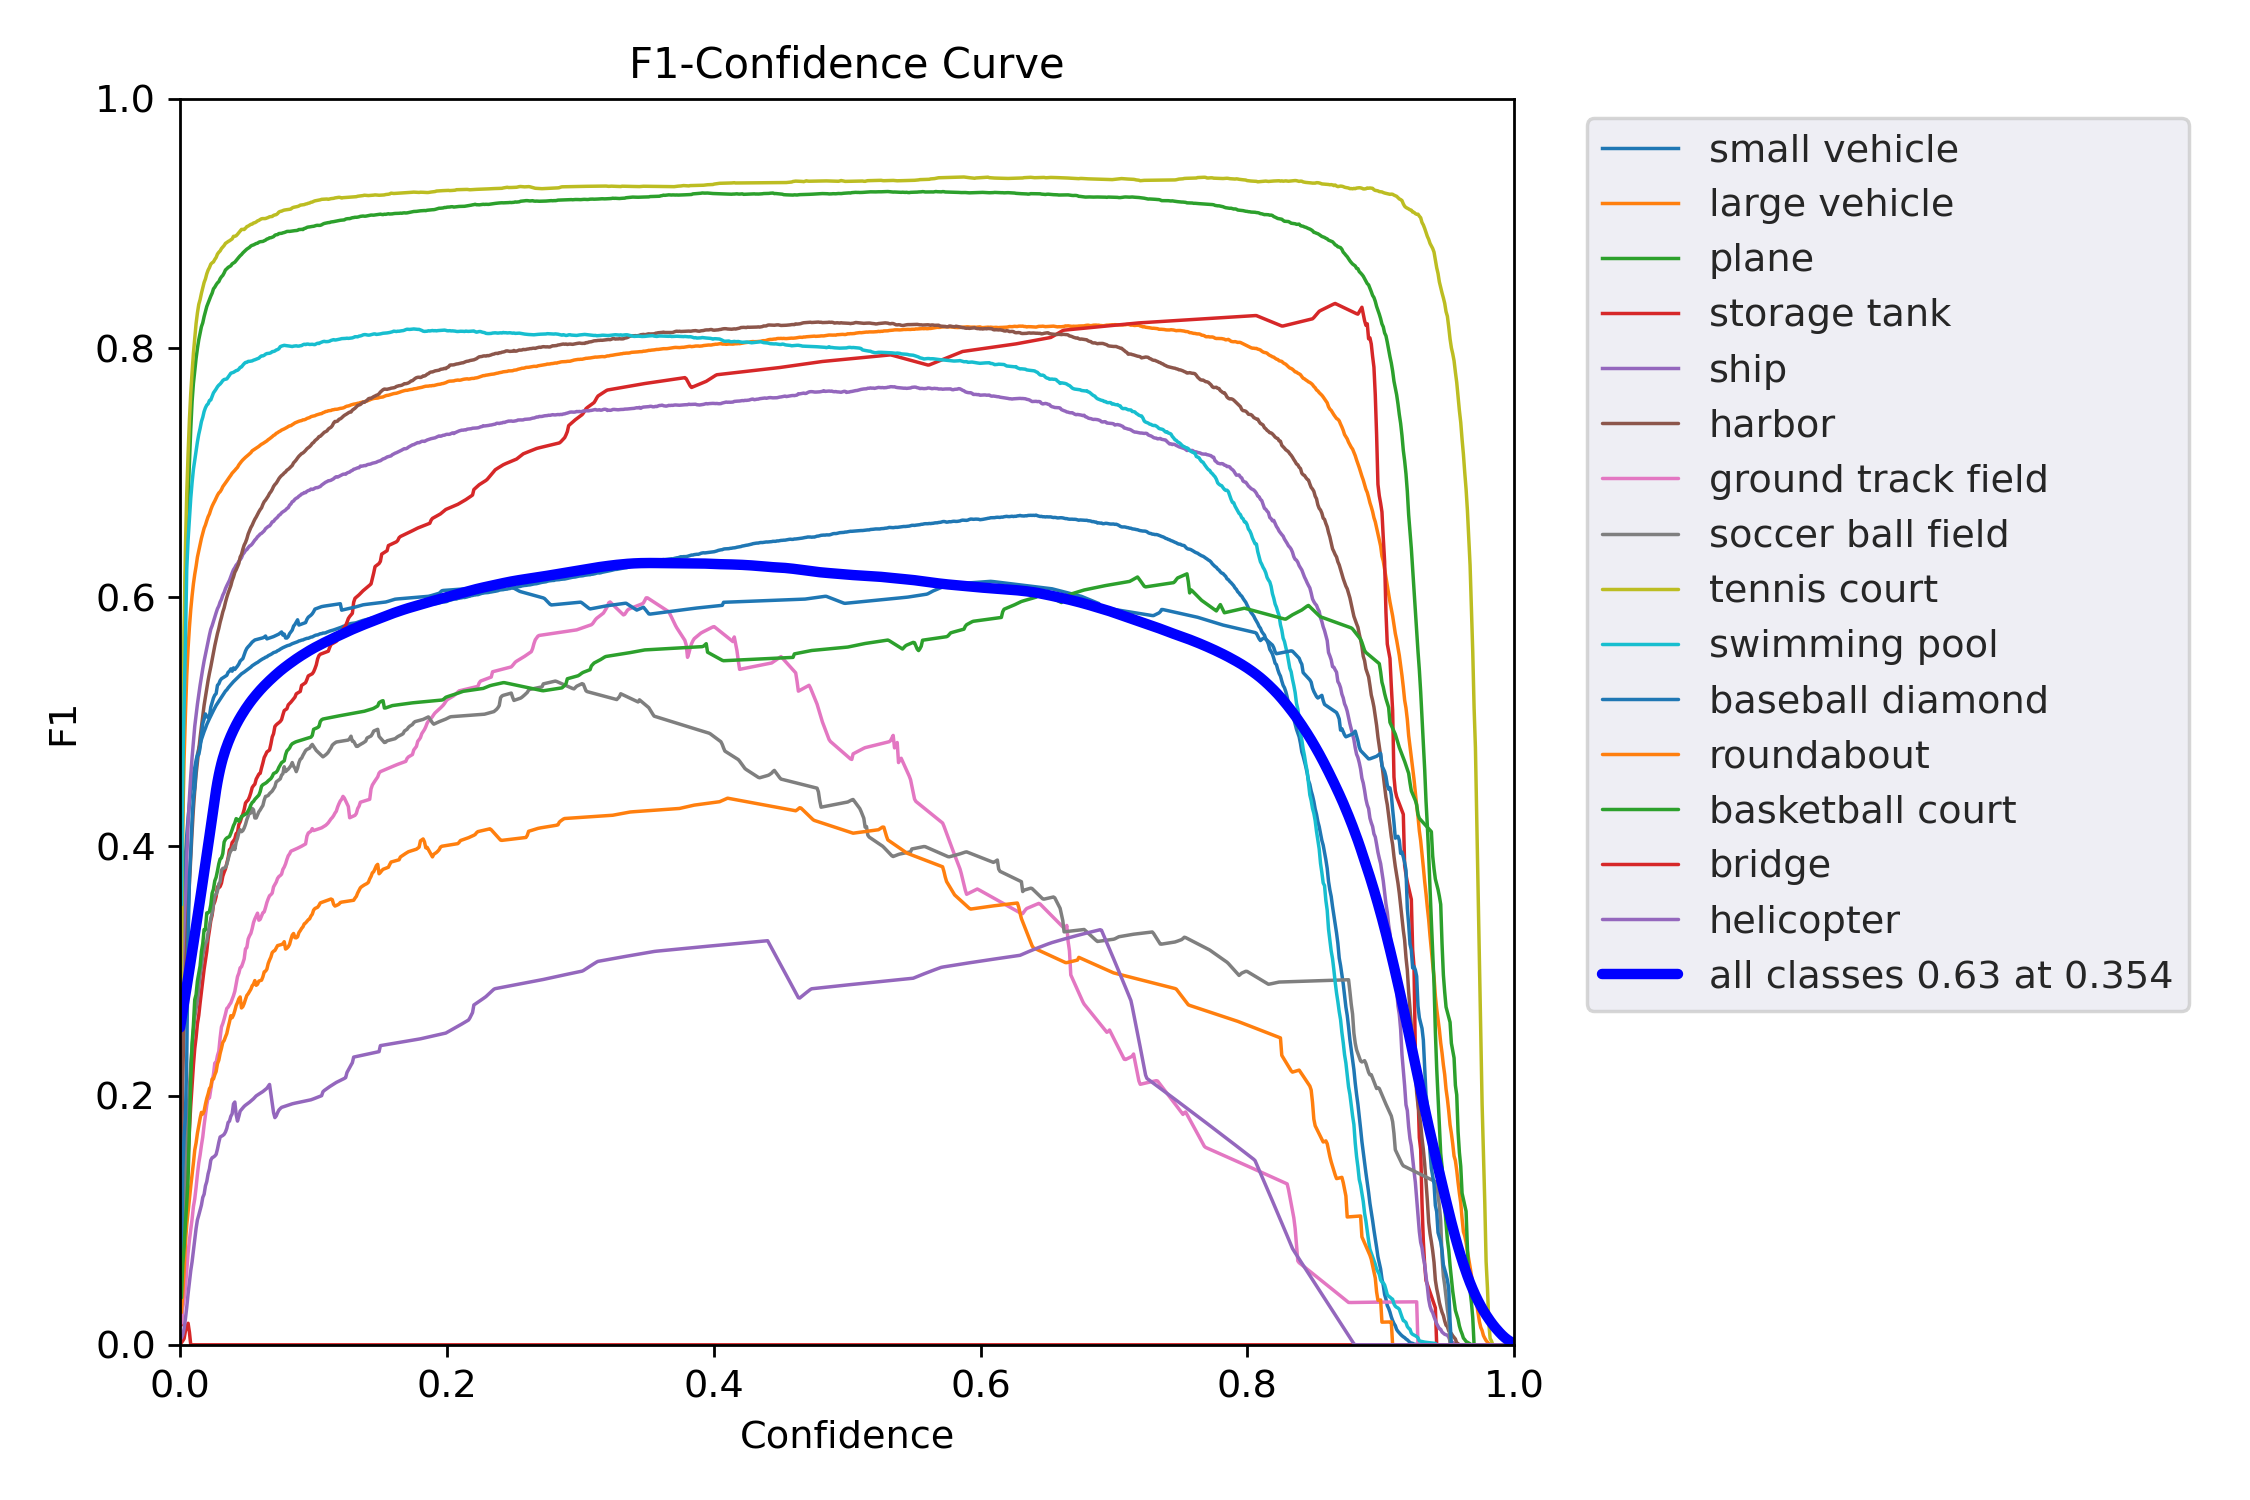 F1-Confidence Curve
1.0
0.8
0.6
0.4
0.2
0.0
F1
0.0 0.2 0.4 0.6 0.8 1.0
Confidence
small vehicle
large vehicle
plane
storage tank
ship
harbor
ground track field
soccer ball field
tennis court
swimming pool
baseball diamond
roundabout
basketball court
bridge
helicopter
all classes 0.63 at 0.354